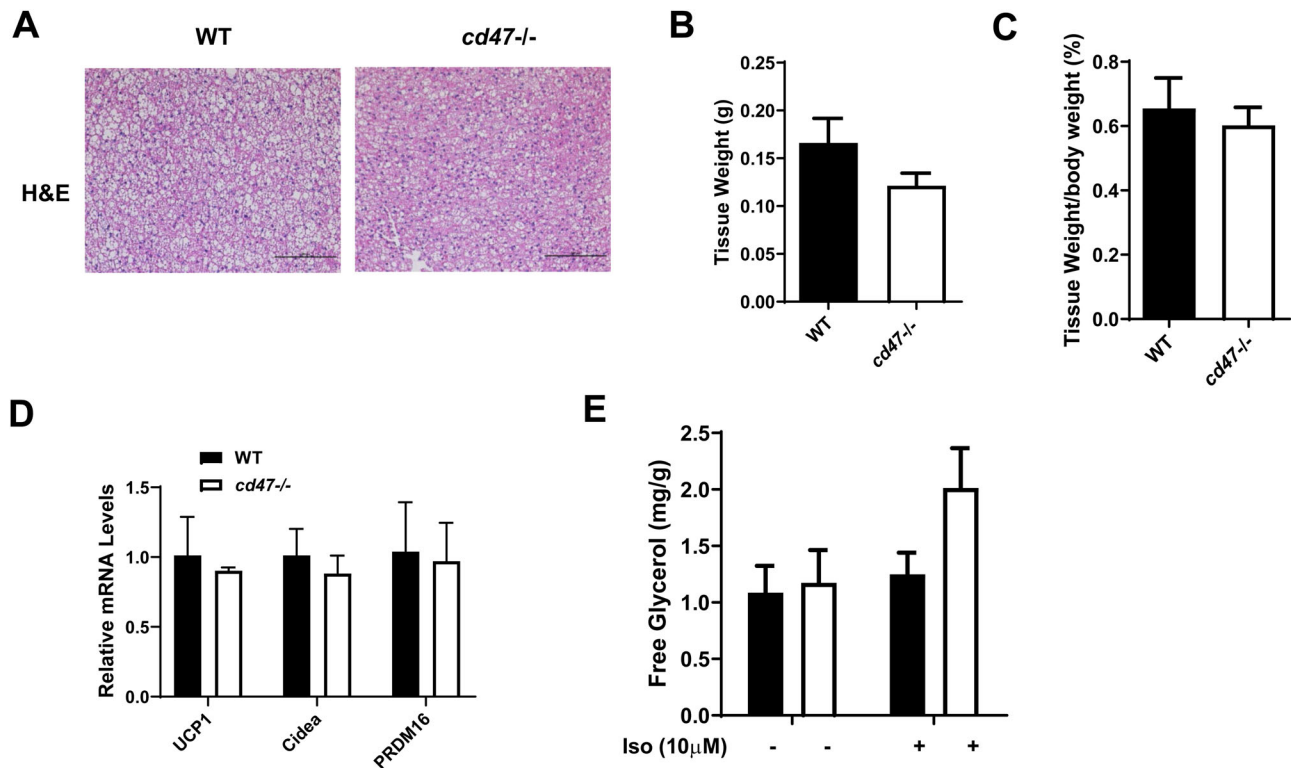 A
WT
cd47-/-
H&E
B
Tissue Weight (g)
0.25
0.20
0.15
0.10
0.05
0.00
WT
cd47-/-
C
Tissue Weight/body weight (%)
0.8
0.6
0.4
0.2
0.0
WT
cd47-/-
D
WT
cd47-/-
Relative mRNA Levels
1.5
1.0
0.5
0.0
UCP1
Cidea
PRDM16
E
Free Glycerol (mg/g)
2.5
2.0
1.5
1.0
0.5
0.0
Iso (10μM) - - + +